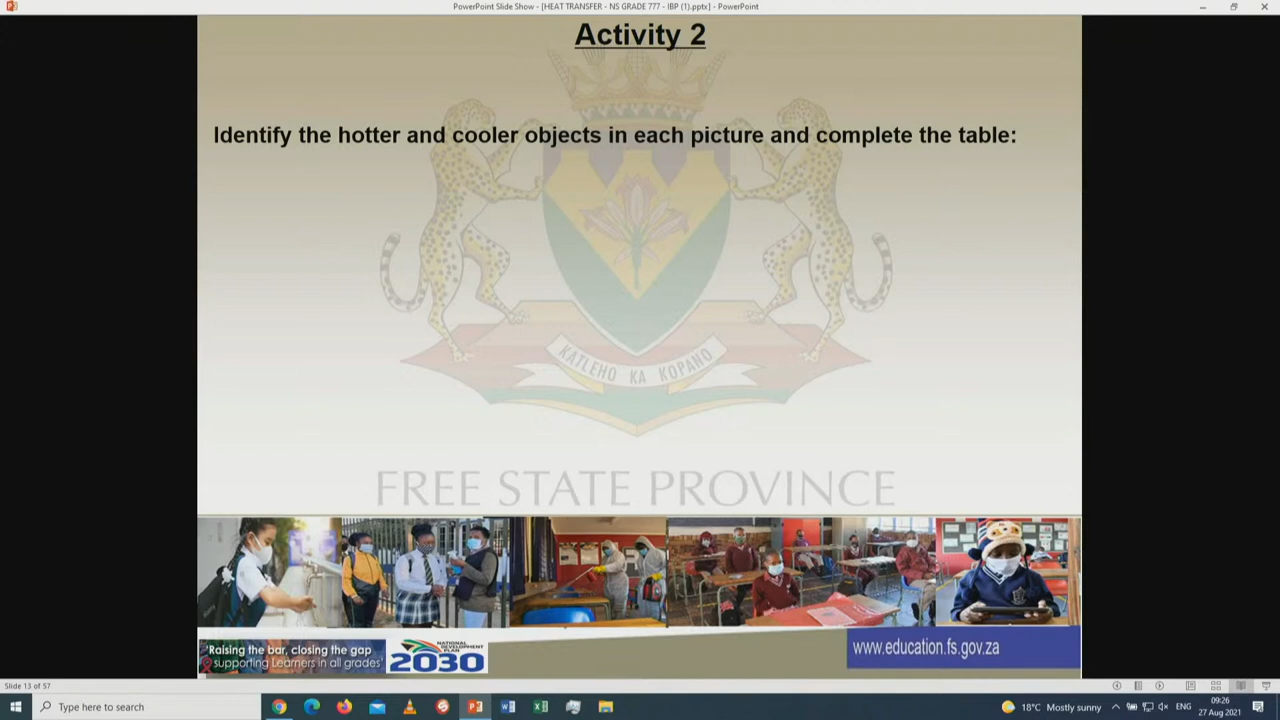 PowerPoint Slide Show - [HEAT TRANSFER - NS GRADE 777 - IBP (1).pptx] - PowerPoint
Activity 2
Identify the hotter and cooler objects in each picture and complete the table:
KATLEHO KA KOPANO
FREE STATE PROVINCE
Raising the bar, closing the gap
supporting Learners in all grades'
NATIONAL
DEVELOPMENT
PLAN
2030
www.education.fs.gov.za
Slide 13 of 57
Type here to search
18°C Mostly sunny
ENG
09:26
27 Aug 2021